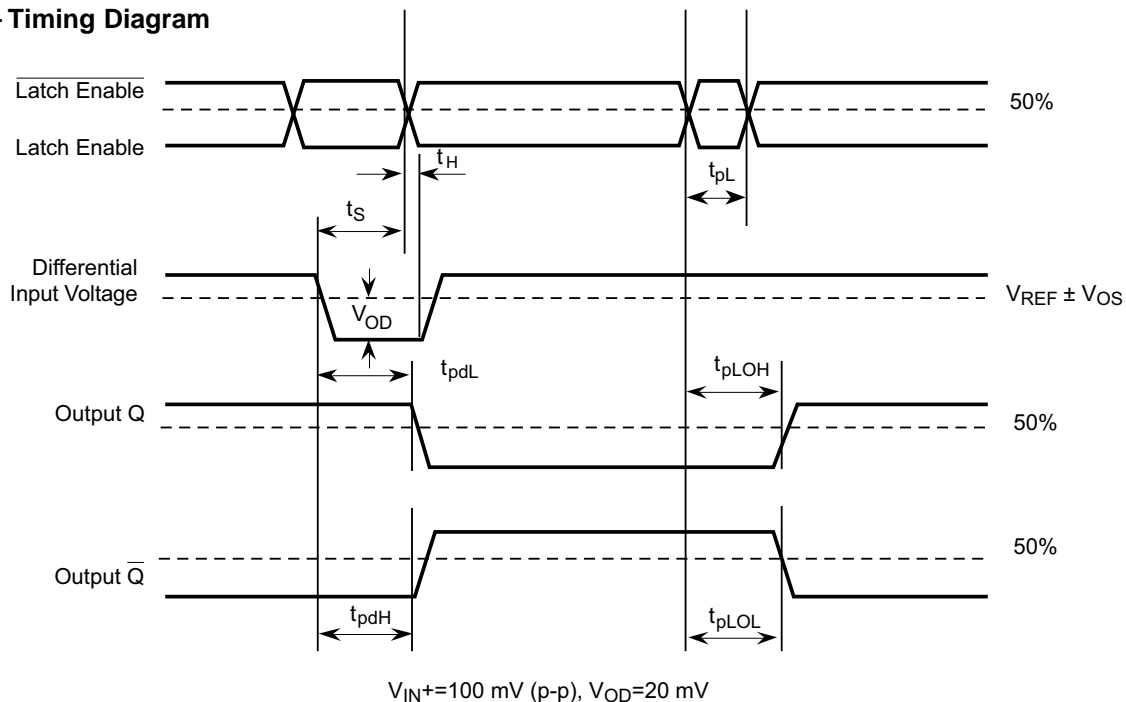 - Timing Diagram
Latch Enable
50%
Latch Enable
tH
tpL
tS
Differential
Input Voltage
VREF ± VOS
VOD
tpdL
tpLOH
Output Q
50%
50%
Output Q̅
tpdH
tpLOL
VIN+=100 mV (p-p), VOD=20 mV